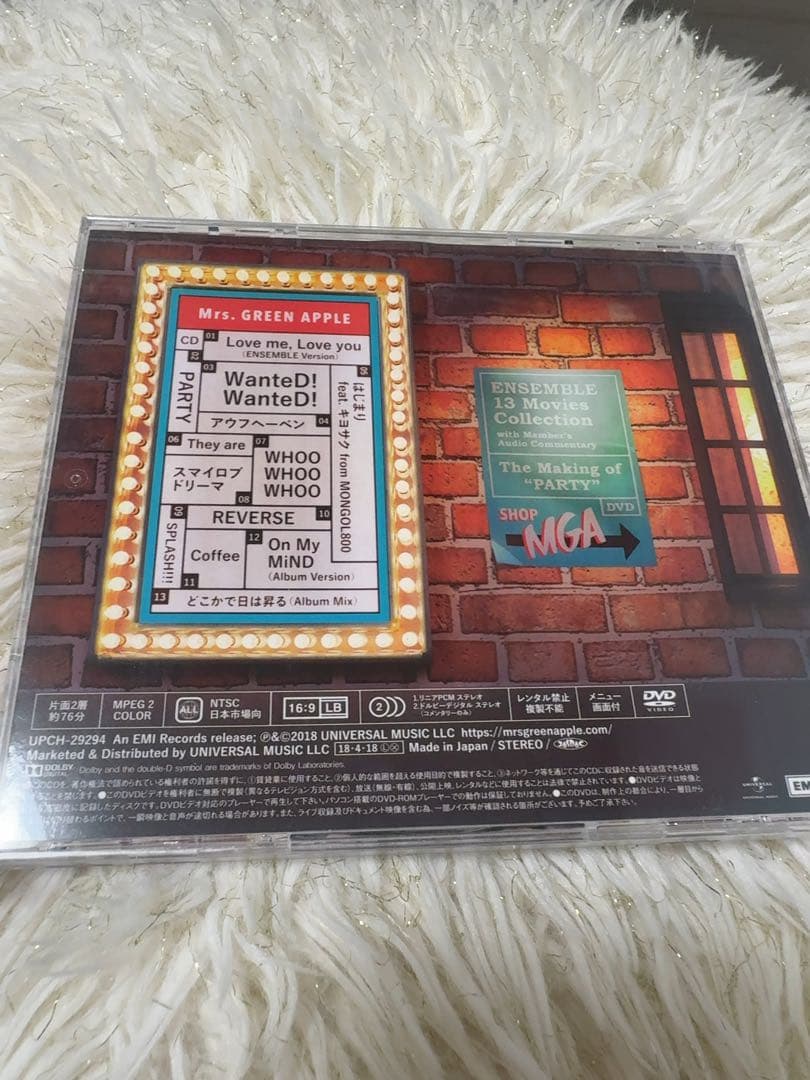 Mrs. GREEN APPLE
CD
01
Love me, Love you
(ENSEMBLE Version)
02
PARTY
03
WanteD!
WanteD!
アウフヘーベン
04
05
はじまり
feat. キヨサク from MONGOL800
06
They are
07
WHOO
WHOO
WHOO
スマイロブ
ドリーマ
08
09
SPLASH!!!
REVERSE
10
Coffee
11
12
On My
MiND
(Album Version)
13
どこかで日は昇る (Album Mix)
ENSEMBLE
13 Movies
Collection
with Member's
Audio Commentary
The Making of
"PARTY"
DVD
SHOP
MGA
片面2層
約76分
MPEG 2
COLOR
ALL
NTSC
日本市場向
16:9 LB
2
1.リニアPCM ステレオ
2.ドルビーデジタル ステレオ
(コメンタリーのみ)
レンタル禁止
複製不能
メニュー
画面付
DVD
VIDEO
UPCH-29294 An EMI Records release; Ⓟ&©2018 UNIVERSAL MUSIC LLC https://mrsgreenapple.com/
Marketed & Distributed by UNIVERSAL MUSIC LLC 18·4·18 Made in Japan / STEREO /
DOLBY
DIGITAL
Dolby and the double-D symbol are trademarks of Dolby Laboratories.
UNIVERSAL